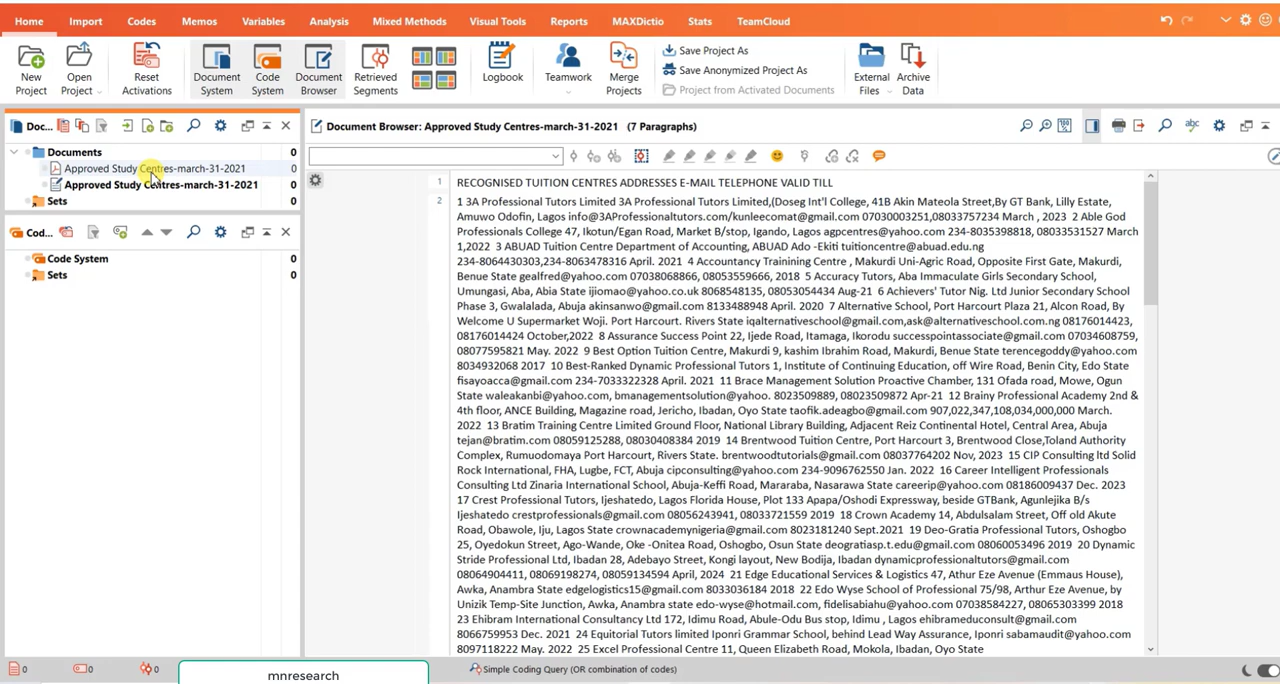 Home Import Codes Memos Variables Analysis Mixed Methods Visual Tools Reports MAXDictio Stats TeamCloud
New Project
Open Project
Reset Activations
Document System
Code System
Document Browser
Retrieved Segments
Logbook
Teamwork
Merge Projects
Save Project As
Save Anonymized Project As
Project from Activated Documents
External Files
Archive Data
Doc...
Documents 0
Approved Study Centres-march-31-2021 0
Approved Study Centres-march-31-2021 0
Sets 0
Cod...
Code System 0
Sets 0
Document Browser: Approved Study Centres-march-31-2021 (7 Paragraphs)
1 RECOGNISED TUITION CENTRES ADDRESSES E-MAIL TELEPHONE VALID TILL
2 1 3A Professional Tutors Limited 3A Professional Tutors Limited,(Doseg Int'l College, 41B Akin Mateola Street,By GT Bank, Lilly Estate,
Amuwo Odofin, Lagos info@3AProfessionaltutors.com/kunleecomat@gmail.com 07030003251,08033757234 March , 2023 2 Able God
Professionals College 47, Ikotun/Egan Road, Market B/stop, Igando, Lagos agpcentres@yahoo.com 234-8035398818, 08033531527 March
1,2022 3 ABUAD Tuition Centre Department of Accounting, ABUAD Ado -Ekiti tuitioncentre@abuad.edu.ng
234-8064430303,234-8063478316 April. 2021 4 Accountancy Tranining Centre , Makurdi Uni-Agric Road, Opposite First Gate, Makurdi,
Benue State gealfred@yahoo.com 07038068866, 08053559666, 2018 5 Accuracy Tutors, Aba Immaculate Girls Secondary School,
Umungasi, Aba, Abia State ijiomao@yahoo.co.uk 8068548135, 08053054434 Aug-21 6 Achievers' Tutor Nig. Ltd Junior Secondary School
Phase 3, Gwalalada, Abuja akinsanwo@gmail.com 8133488948 April. 2020 7 Alternative School, Port Harcourt Plaza 21, Alcon Road, By
Welcome U Supermarket Woji. Port Harcourt. Rivers State iqalternativeschool@gmail.com,ask@alternativeschool.com.ng 08176014423,
08176014424 October,2022 8 Assurance Success Point 22, Ijede Road, Itamaga, Ikorodu successpointassociate@gmail.com 07034608759,
08077595821 May. 2022 9 Best Option Tuition Centre, Makurdi 9, kashim Ibrahim Road, Makurdi, Benue State terencegoddy@yahoo.com
8034932068 2017 10 Best-Ranked Dynamic Professional Tutors 1, Institute of Continuing Education, off Wire Road, Benin City, Edo State
fisayoacca@gmail.com 234-7033322328 April. 2021 11 Brace Management Solution Proactive Chamber, 131 Ofada road, Mowe, Ogun
State waleakanbi@yahoo.com, bmanagementsolution@yahoo. 8023509889, 08023509872 Apr-21 12 Brainy Professional Academy 2nd &
4th floor, ANCE Building, Magazine road, Jericho, Ibadan, Oyo State taofik.adeagbo@gmail.com 907,022,347,108,034,000,000 March.
2022 13 Bratim Training Centre Limited Ground Floor, National Library Building, Adjacent Reiz Continental Hotel, Central Area, Abuja
tejan@bratim.com 08059125288, 08030408384 2019 14 Brentwood Tuition Centre, Port Harcourt 3, Brentwood Close,Toland Authority
Complex, Rumuodomaya Port Harcourt, Rivers State. brentwoodtutorials@gmail.com 08037764202 Nov, 2023 15 CIP Consulting ltd Solid
Rock International, FHA, Lugbe, FCT, Abuja cipconsulting@yahoo.com 234-9096762550 Jan. 2022 16 Career Intelligent Professionals
Consulting Ltd Zinaria International School, Abuja-Keffi Road, Mararaba, Nasarawa State careerip@yahoo.com 08186009437 Dec. 2023
17 Crest Professional Tutors, Ijeshatedo, Lagos Florida House, Plot 133 Apapa/Oshodi Expressway, beside GTBank, Agunlejika B/s
Ijeshatedo crestprofessionals@gmail.com 08056243941, 08033721559 2019 18 Crown Academy 14, Abdulsalam Street, Off old Akute
Road, Obawole, Iju, Lagos State crownacademynigeria@gmail.com 8023181240 Sept.2021 19 Deo-Gratia Professional Tutors, Oshogbo
25, Oyedokun Street, Ago-Wande, Oke -Onitea Road, Oshogbo, Osun State deogratiasp.t.edu@gmail.com 08060053496 2019 20 Dynamic
Stride Professional Ltd, Ibadan 28, Adebayo Street, Kongi layout, New Bodija, Ibadan dynamicprofessionaltutors@gmail.com
08064904411, 08069198274, 08059134594 April, 2024 21 Edge Educational Services & Logistics 47, Athur Eze Avenue (Emmaus House),
Awka, Anambra State edgelogistics15@gmail.com 8033036184 2018 22 Edo Wyse School of Professional 75/98, Arthur Eze Avenue, by
Unizik Temp-Site Junction, Awka, Anambra state edo-wyse@hotmail.com, fidelisabiahu@yahoo.com 07038584227, 08065303399 2018
23 Ehibram International Consultancy Ltd 172, Idimu Road, Abule-Odu Bus stop, Idimu , Lagos ehibrameduconsult@gmail.com
8066759953 Dec. 2021 24 Equitorial Tutors limited Iponri Grammar School, behind Lead Way Assurance, Iponri sabamaudit@yahoo.com
8097118222 May. 2022 25 Excel Professional Centre 11, Queen Elizabeth Road, Mokola, Ibadan, Oyo State
0 0 0
mnresearch
Simple Coding Query (OR combination of codes)